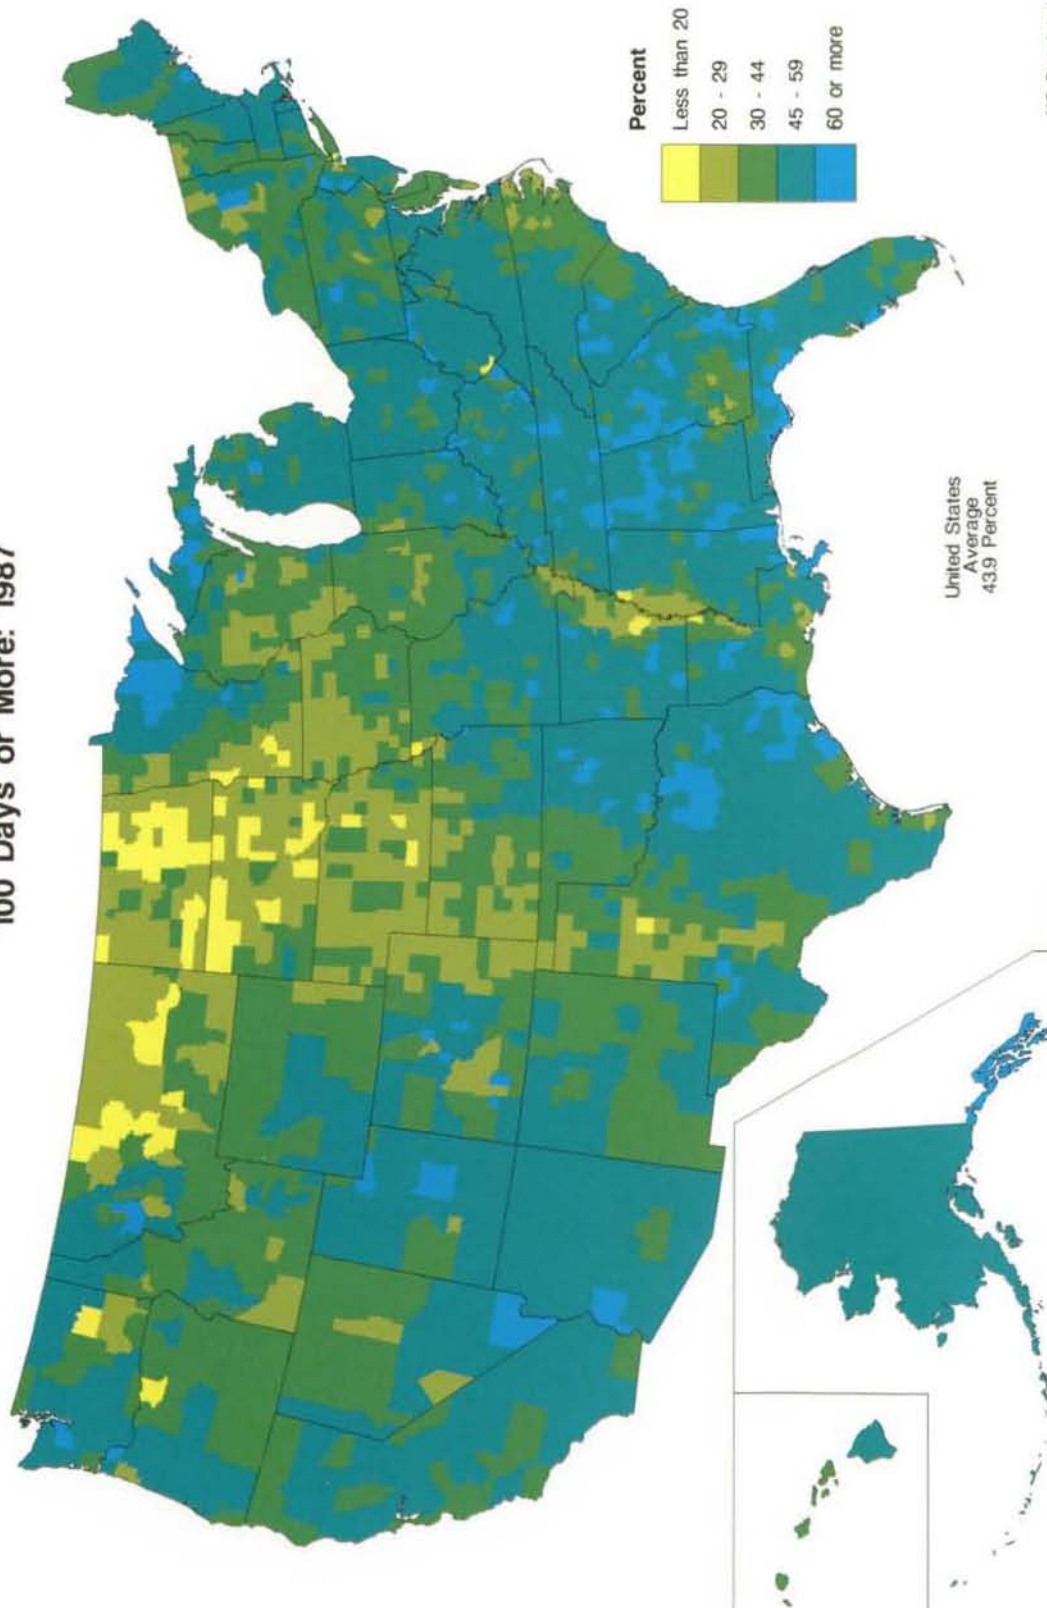 100 Days or More: 1987
Percent
Less than 20
20 - 29
30 - 44
45 - 59
60 or more
United States
Average
43.9 Percent